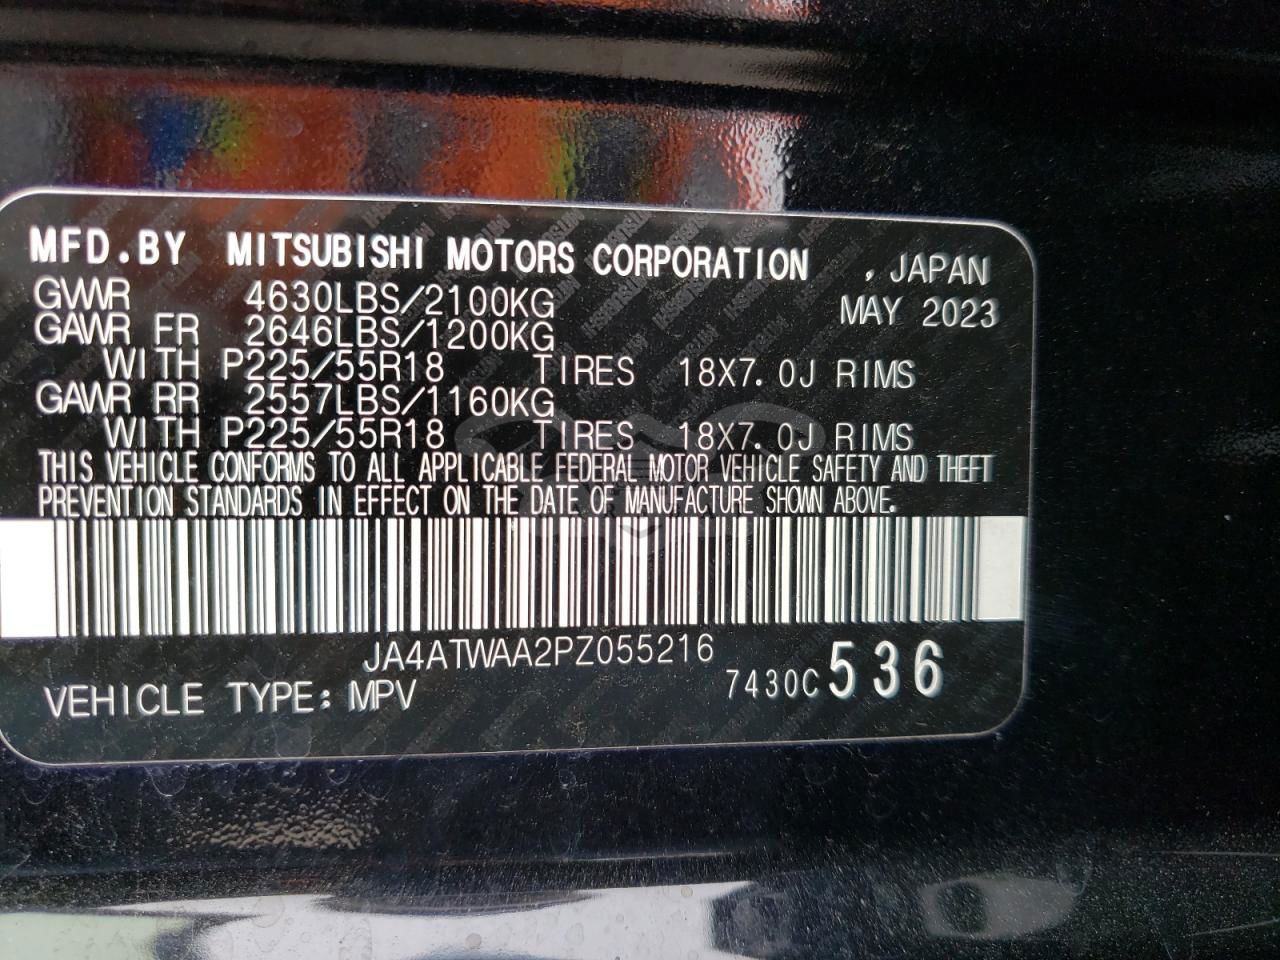 MFD.BY MITSUBISHI MOTORS CORPORATION , JAPAN
GVWR 4630LBS/2100KG MAY 2023
GAWR FR 2646LBS/1200KG
WITH P225/55R18 TIRES 18X7.0J RIMS
GAWR RR 2557LBS/1160KG
WITH P225/55R18 TIRES 18X7.0J RIMS
THIS VEHICLE CONFORMS TO ALL APPLICABLE FEDERAL MOTOR VEHICLE SAFETY AND THEFT
PREVENTION STANDARDS IN EFFECT ON THE DATE OF MANUFACTURE SHOWN ABOVE.
JA4ATWAA2PZ055216
VEHICLE TYPE: MPV 7430C 536